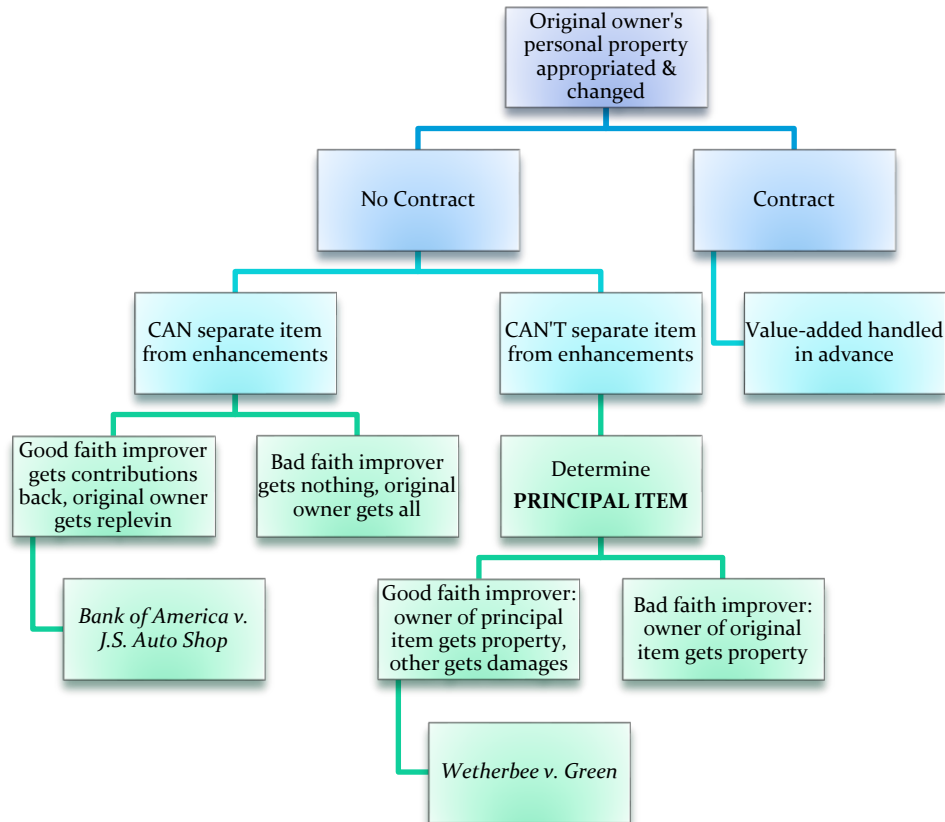 Original owner's
personal property
appropriated &
changed
No Contract
Contract
CAN separate item
from enhancements
CAN'T separate item
from enhancements
Value-added handled
in advance
Good faith improver
gets contributions
back, original owner
gets replevin
Bad faith improver
gets nothing, original
owner gets all
Determine
PRINCIPAL ITEM
Bank of America v.
J.S. Auto Shop
Good faith improver:
owner of principal
item gets property,
other gets damages
Bad faith improver:
owner of original
item gets property
Wetherbee v. Green